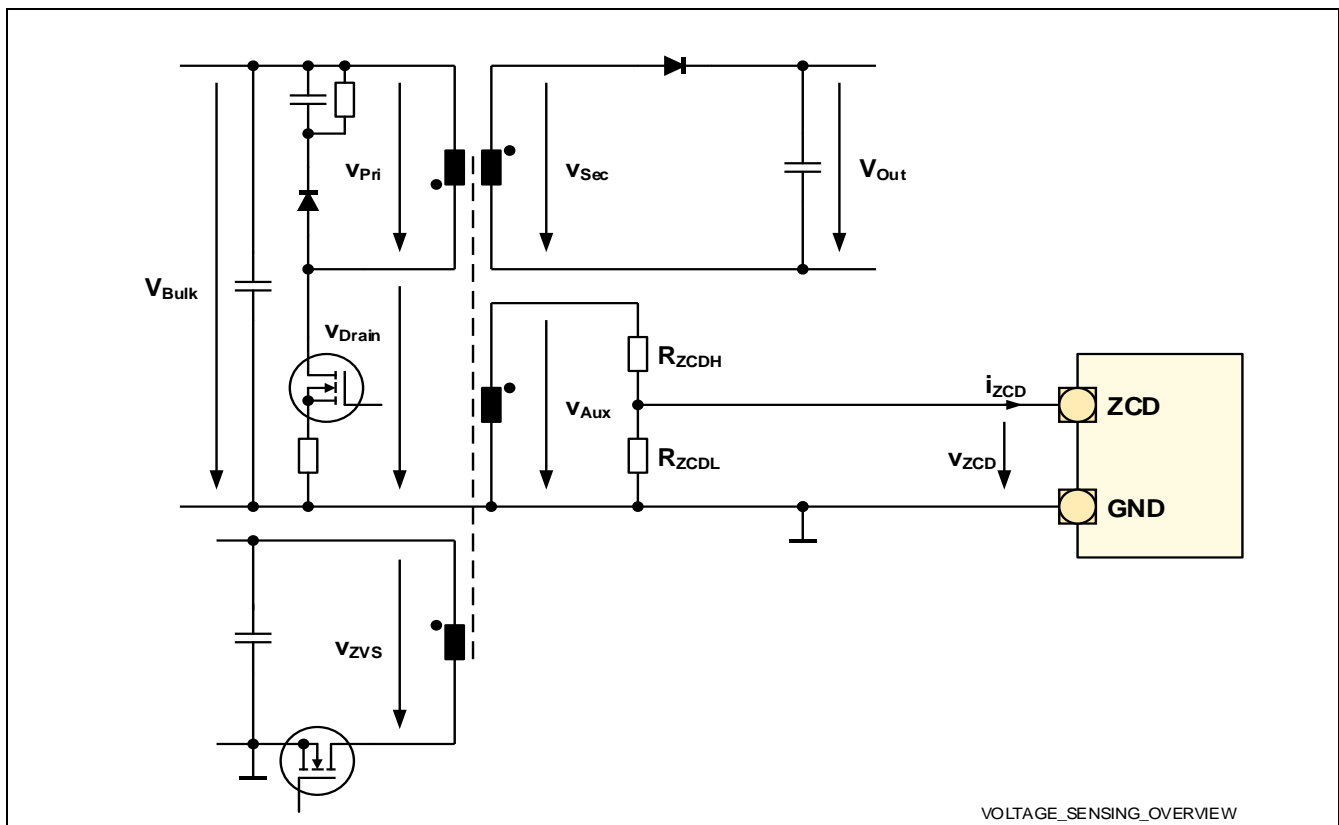 vPri
vSec
VOut
VBulk
vDrain
RZCDH
iZCD
ZCD
vAux
RZCDL
vZCD
GND
vZVS
VOLTAGE_SENSING_OVERVIEW